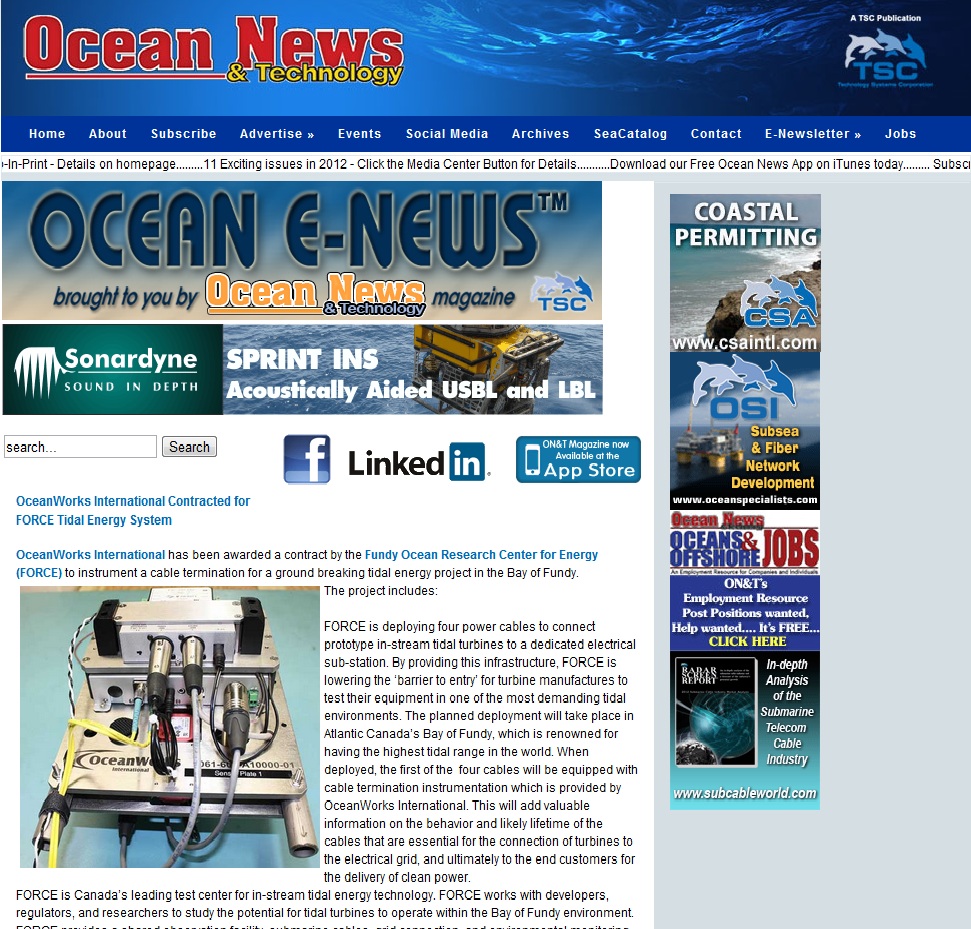 Ocean News
& Technology
A TSC Publication
TSC
Technology Systems Corporation
Home About Subscribe Advertise » Events Social Media Archives SeaCatalog Contact E-Newsletter » Jobs
-In-Print - Details on homepage.........11 Exciting issues in 2012 - Click the Media Center Button for Details..........Download our Free Ocean News App on iTunes today......... Subsc
OCEAN E-NEWS™
brought to you by Ocean News & Technology magazine
TSC
Sonardyne
SOUND IN DEPTH
SPRINT INS
Acoustically Aided USBL and LBL
search...
Search
f
Linked in
ON&T Magazine now
Available at the
App Store
OceanWorks International Contracted for
FORCE Tidal Energy System
OceanWorks International has been awarded a contract by the Fundy Ocean Research Center for Energy
(FORCE) to instrument a cable termination for a ground breaking tidal energy project in the Bay of Fundy.
The project includes:
FORCE is deploying four power cables to connect
prototype in-stream tidal turbines to a dedicated electrical
sub-station. By providing this infrastructure, FORCE is
lowering the ‘barrier to entry’ for turbine manufactures to
test their equipment in one of the most demanding tidal
environments. The planned deployment will take place in
Atlantic Canada’s Bay of Fundy, which is renowned for
having the highest tidal range in the world. When
deployed, the first of the four cables will be equipped with
cable termination instrumentation which is provided by
OceanWorks International. This will add valuable
information on the behavior and likely lifetime of the
cables that are essential for the connection of turbines to
the electrical grid, and ultimately to the end customers for
the delivery of clean power.
OceanWorks
International
A10000-01
Plate 1
FORCE is Canada’s leading test center for in-stream tidal energy technology. FORCE works with developers,
regulators, and researchers to study the potential for tidal turbines to operate within the Bay of Fundy environment.
FORCE provides a shared observation facility, submarine cables, grid connection, and environmental monitoring
COASTAL
PERMITTING
CSA
www.csaintl.com
OSI
Subsea
& Fiber
Network
Development
www.oceanspecialists.com
Ocean News
OCEANS &
OFFSHORE JOBS
An Employment Resource for Companies and Individuals
ON&T's
Employment Resource
Post Positions wanted,
Help wanted.... It's FREE...
CLICK HERE
RADAR
SCREEN
REPORT
In-depth
Analysis
of the
Submarine
Telecom
Cable
Industry
www.subcableworld.com